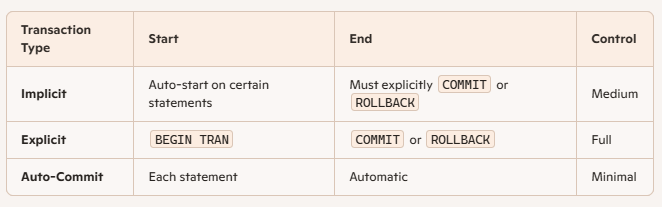 Transaction Type Start End Control
Implicit Auto-start on certain statements Must explicitly COMMIT or ROLLBACK Medium
Explicit BEGIN TRAN COMMIT or ROLLBACK Full
Auto-Commit Each statement Automatic Minimal